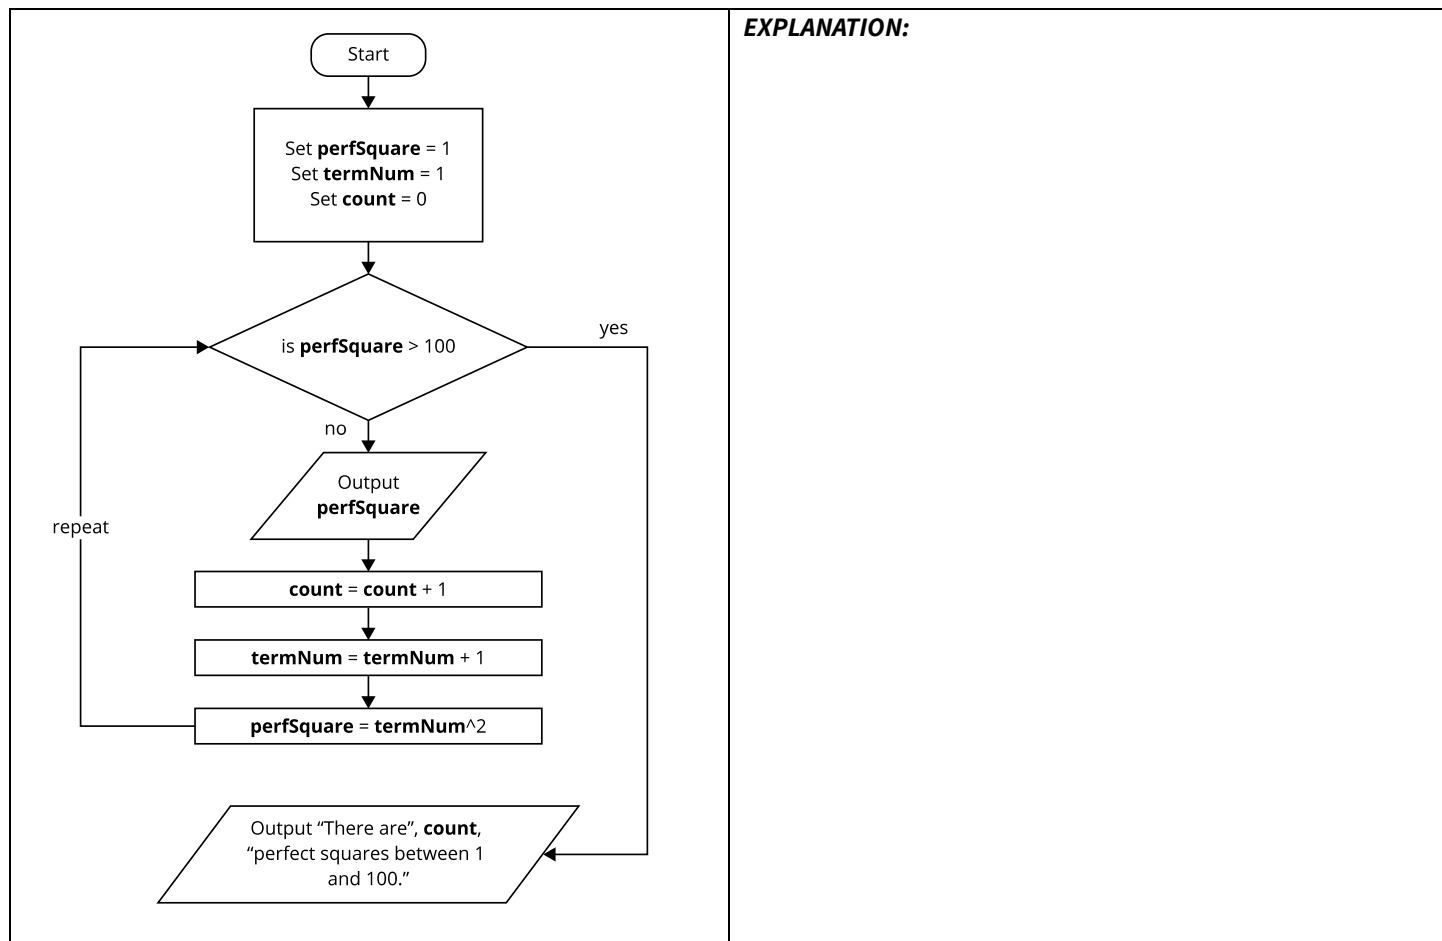 EXPLANATION:
Start
Set perfSquare = 1
Set termNum = 1
Set count = 0
is perfSquare > 100
yes
no
Output
perfSquare
repeat
count = count + 1
termNum = termNum + 1
perfSquare = termNum^2
Output “There are”, count,
“perfect squares between 1
and 100.”